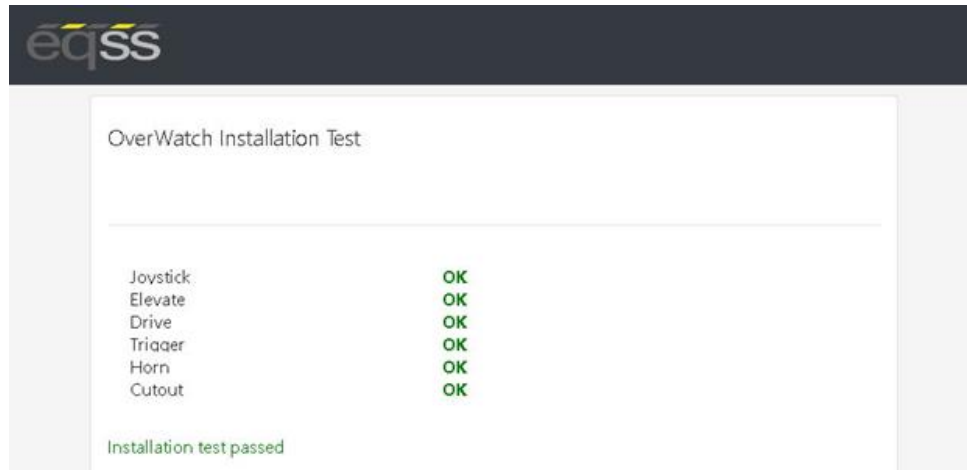 eqss
OverWatch Installation Test
Joystick OK
Elevate OK
Drive OK
Trigger OK
Horn OK
Cutout OK
Installation test passed